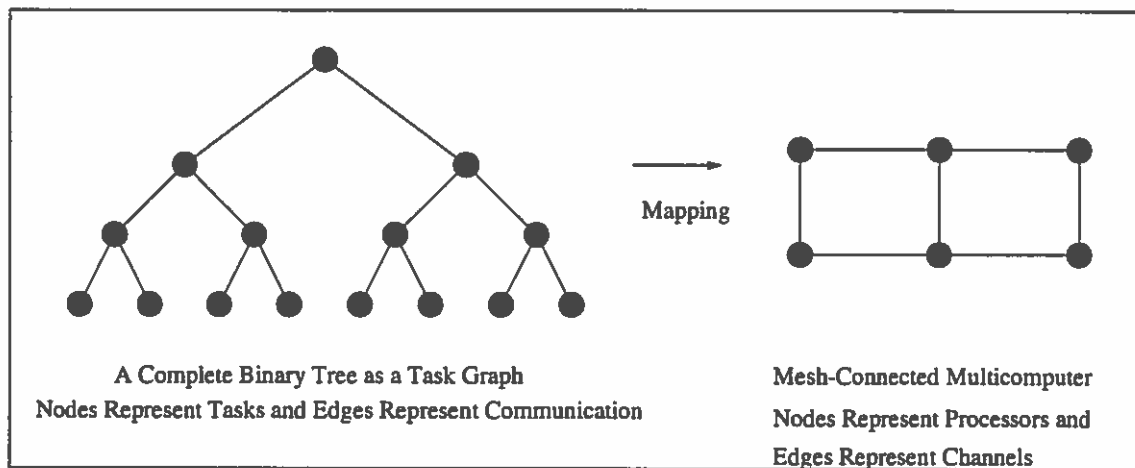 Mapping
A Complete Binary Tree as a Task Graph
Nodes Represent Tasks and Edges Represent Communication
Mesh-Connected Multicomputer
Nodes Represent Processors and
Edges Represent Channels